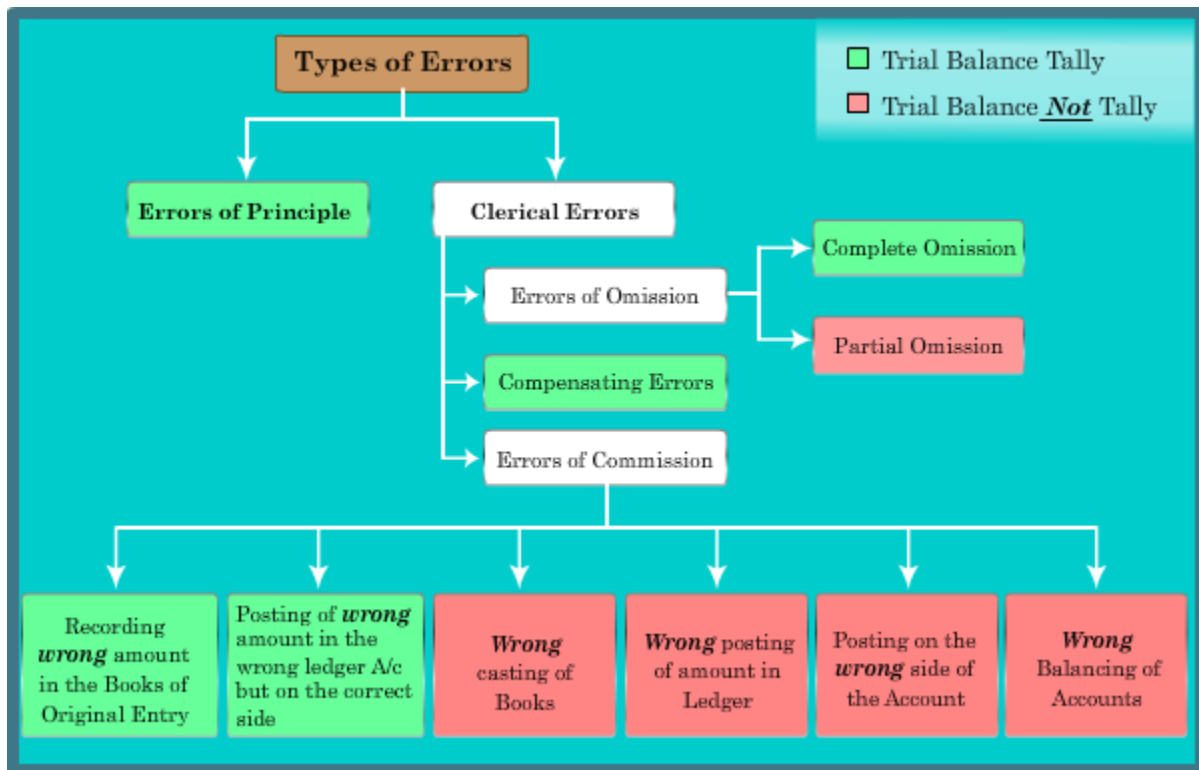 Types of Errors
Trial Balance Tally
Trial Balance Not Tally
Errors of Principle
Clerical Errors
Complete Omission
Errors of Omission
Partial Omission
Compensating Errors
Errors of Commission
Recording
wrong amount
in the Books of
Original Entry
Posting of wrong
amount in the
wrong ledger A/c
but on the correct
side
Wrong
casting of
Books
Wrong posting
of amount in
Ledger
Posting on the
wrong side of
the Account
Wrong
Balancing of
Accounts